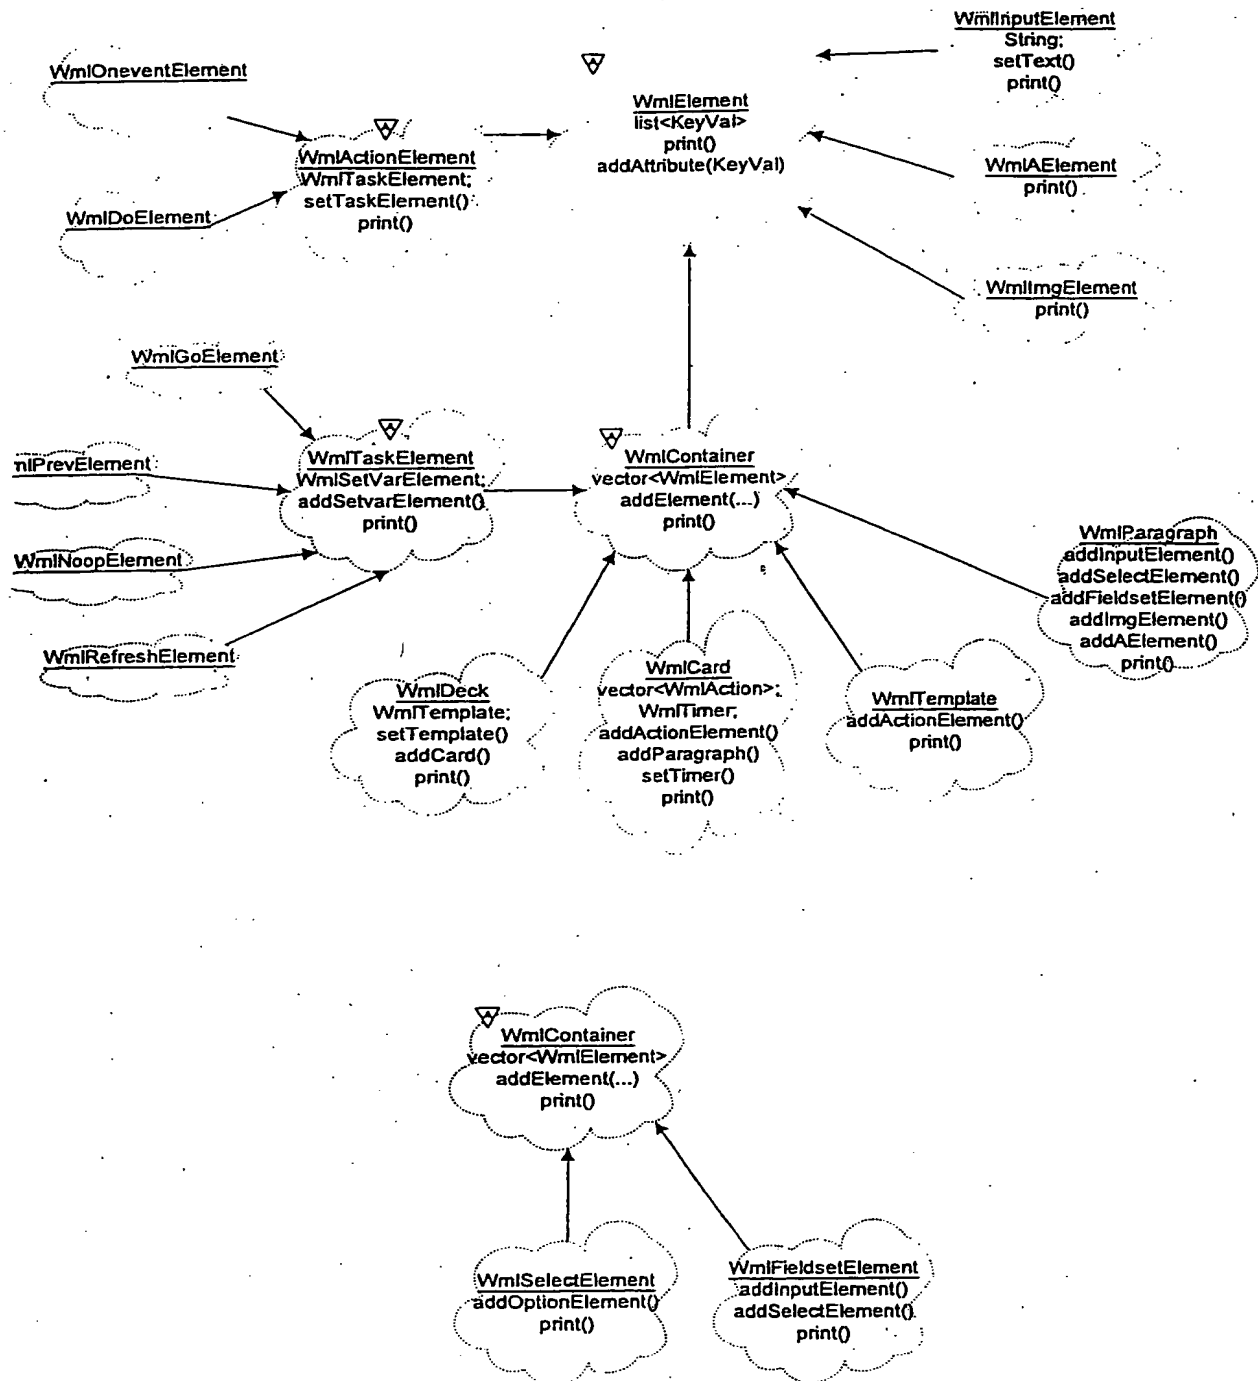 WmlInputElement
String;
setText()
print()
WmlOneventElement
WmlElement
list<KeyVal>
print()
addAttribute(KeyVal)
WmlActionElement
WmlTaskElement;
setTaskElement()
print()
WmlAElement
print()
WmlDoElement
WmlImgElement
print()
WmlGoElement
WmlTaskElement
WmlSetVarElement;
addSetvarElement()
print()
WmlContainer
vector<WmlElement>
addElement(...)
print()
mlPrevElement
WmlNoopElement
WmlParagraph
addInputElement()
addSelectElement()
addFieldsetElement()
addImgElement()
addAElement()
print()
WmlRefreshElement
WmlDeck
WmlTemplate;
setTemplate()
addCard()
print()
WmlCard
vector<WmlAction>;
WmlTimer;
addActionElement()
addParagraph()
setTimer()
print()
WmlTemplate
addActionElement()
print()
WmlContainer
vector<WmlElement>
addElement(...)
print()
WmlSelectElement
addOptionElement()
print()
WmlFieldsetElement
addInputElement()
addSelectElement()
print()